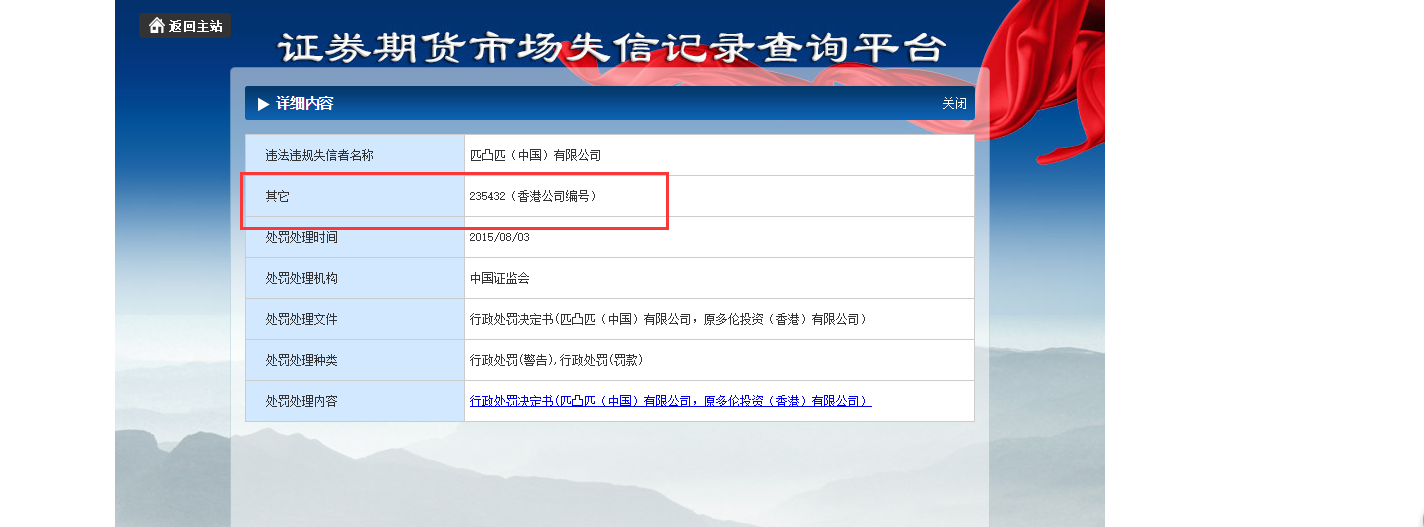 返回主站
证券期货市场失信记录查询平台
详细内容 关闭
违法违规失信者名称 匹凸匹（中国）有限公司
其它 235432（香港公司编号）
处罚处理时间 2015/08/03
处罚处理机构 中国证监会
处罚处理文件 行政处罚决定书(匹凸匹（中国）有限公司，原多伦投资（香港）有限公司）
处罚处理种类 行政处罚(警告),行政处罚(罚款)
处罚处理内容 行政处罚决定书(匹凸匹（中国）有限公司，原多伦投资（香港）有限公司）